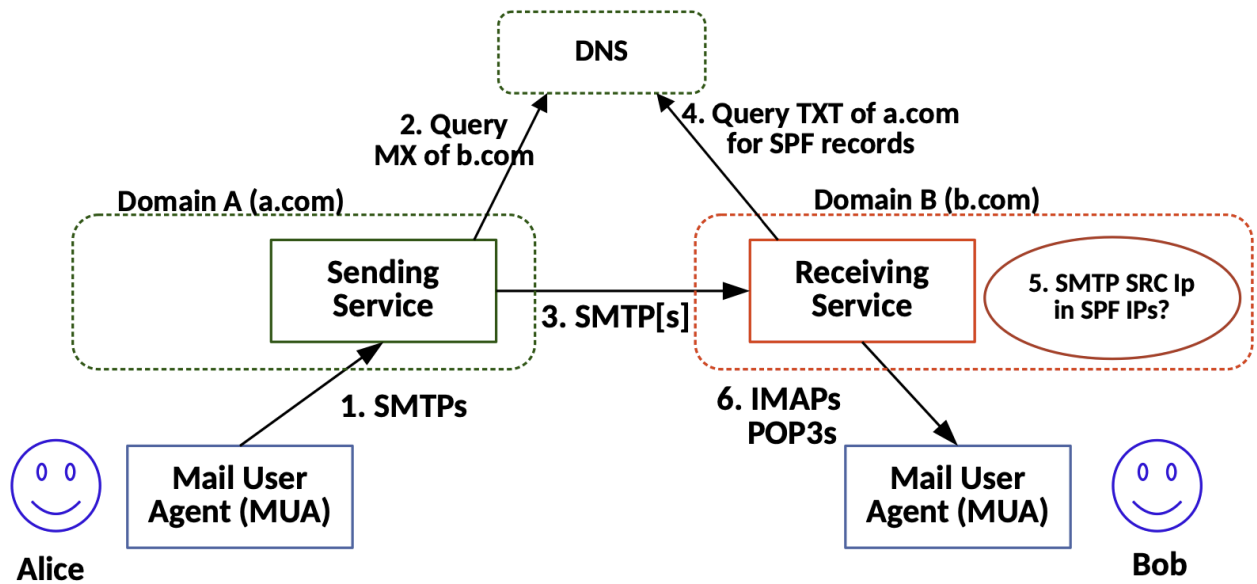 DNS
2. Query
MX of b.com
4. Query TXT of a.com
for SPF records
Domain A (a.com)
Domain B (b.com)
Sending
Service
3. SMTP[s]
Receiving
Service
5. SMTP SRC Ip
in SPF IPs?
1. SMTPs
6. IMAPs
POP3s
Mail User
Agent (MUA)
Alice
Mail User
Agent (MUA)
Bob